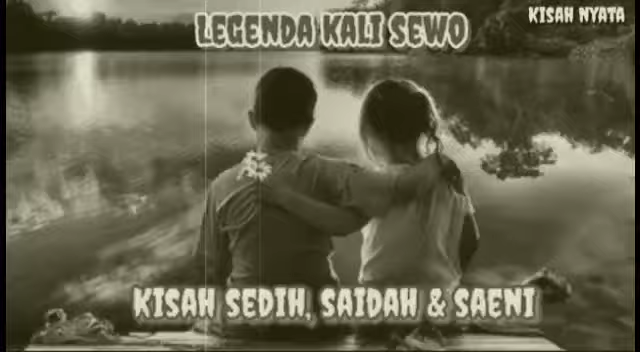 LEGENDA KALI SEWO
KISAH NYATA
KISAH SEDIH, SAIDAH & SAENI